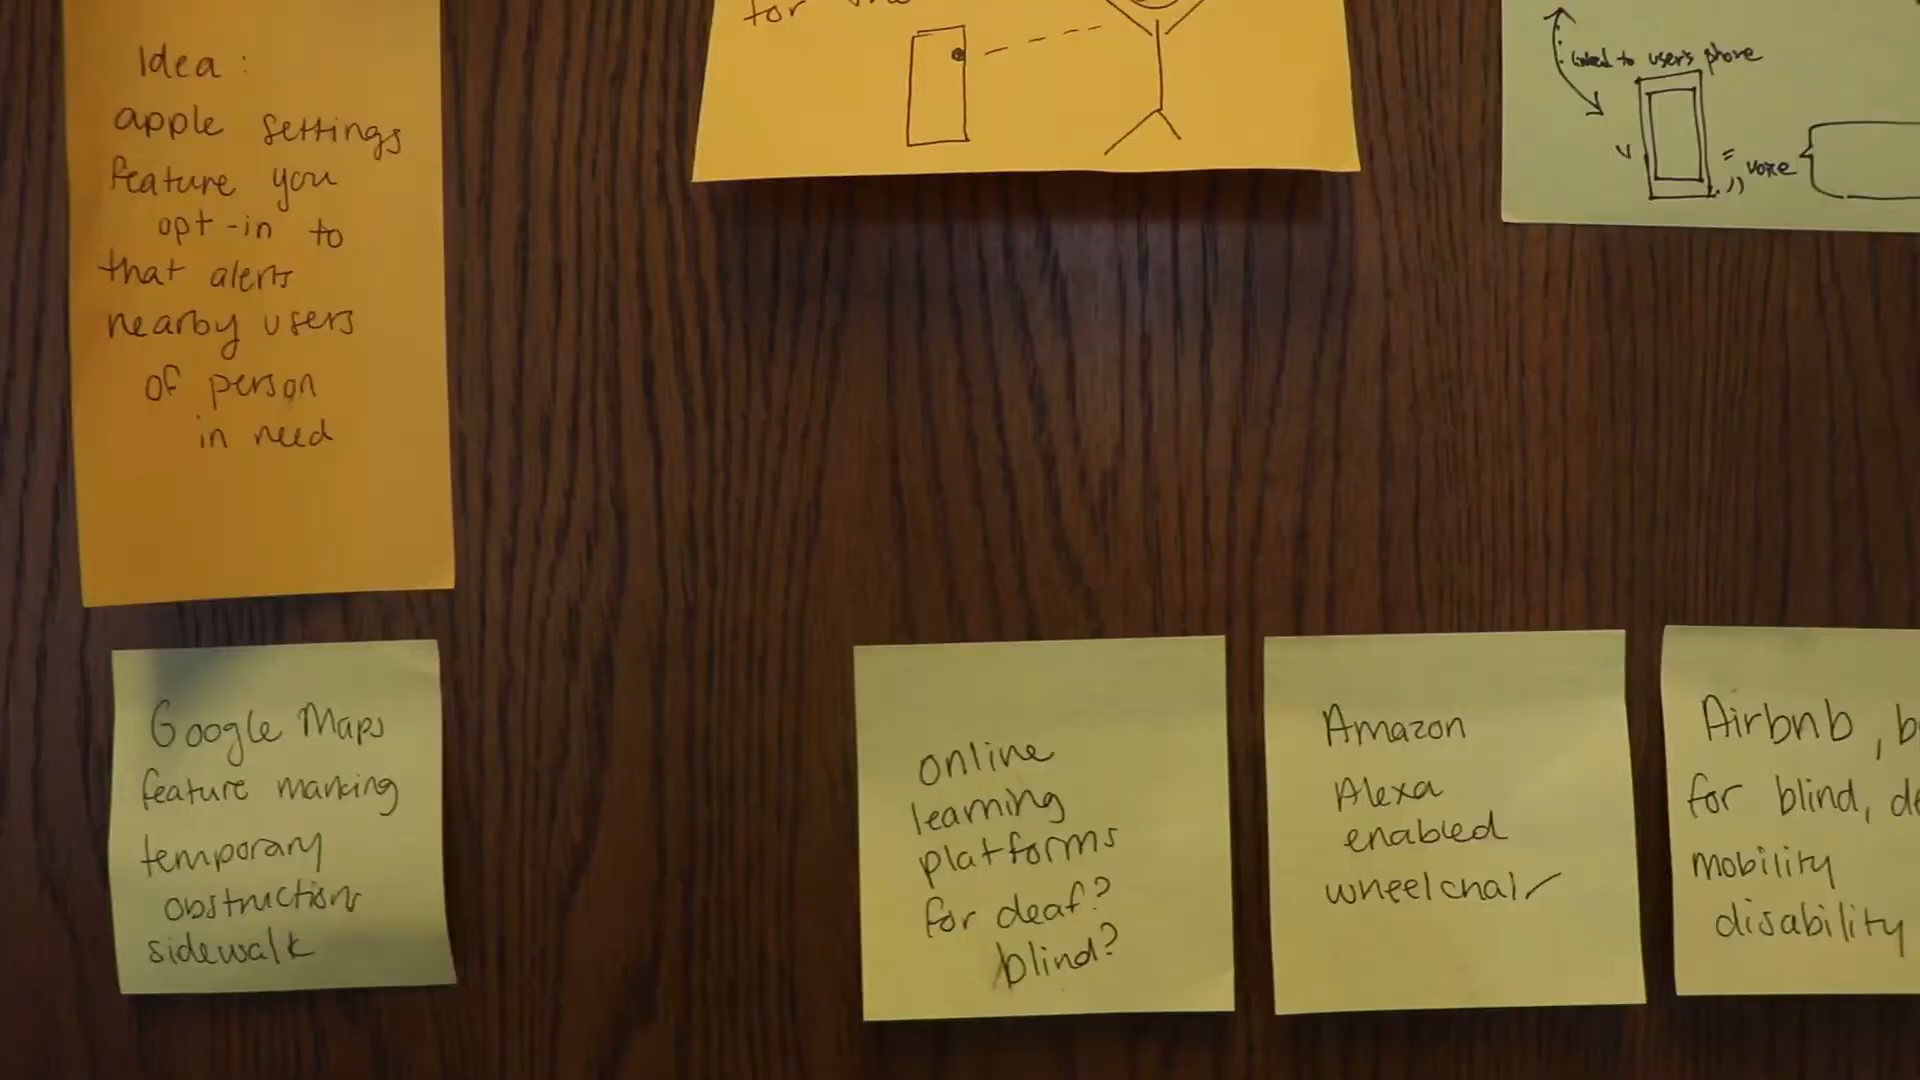 Idea:
apple settings
feature you
opt-in to
that alerts
nearby users
of person
in need
for
linked to user's phone
voice
Google Maps
feature marking
temporary
obstructions
sidewalk
online
learning
platforms
for deaf?
blind?
Amazon
Alexa
enabled
wheelchair
Airbnb, b
for blind, de
mobility
disability